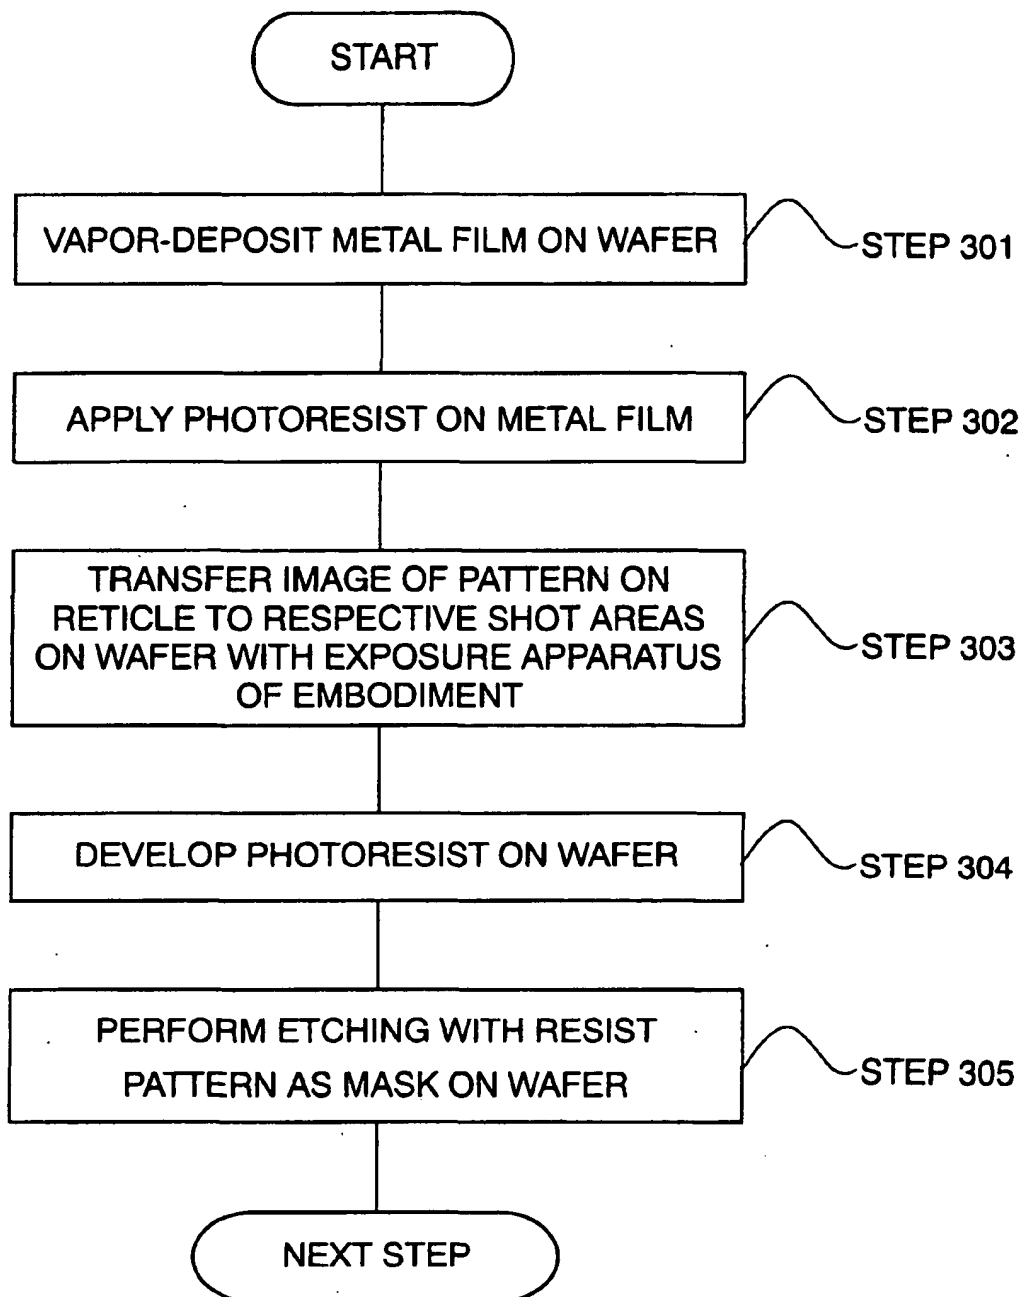 START
VAPOR-DEPOSIT METAL FILM ON WAFER
STEP 301
APPLY PHOTORESIST ON METAL FILM
STEP 302
TRANSFER IMAGE OF PATTERN ON
RETICLE TO RESPECTIVE SHOT AREAS
ON WAFER WITH EXPOSURE APPARATUS
OF EMBODIMENT
STEP 303
DEVELOP PHOTORESIST ON WAFER
STEP 304
PERFORM ETCHING WITH RESIST
PATTERN AS MASK ON WAFER
STEP 305
NEXT STEP